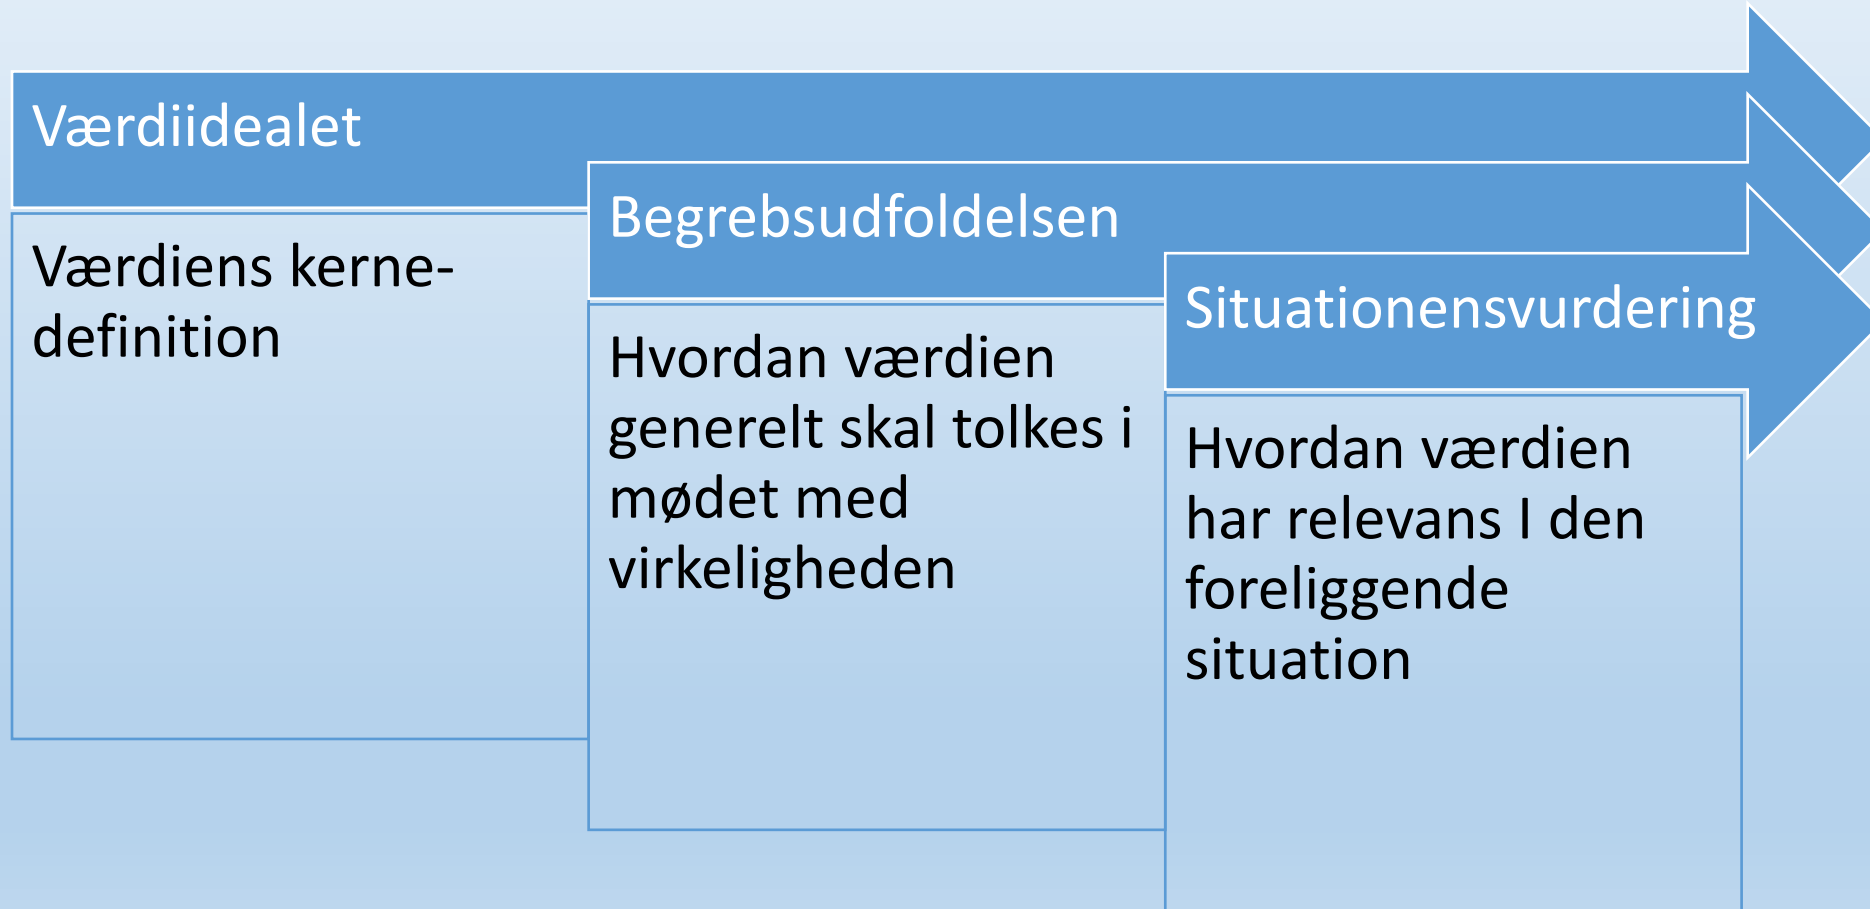 Værdiidealet
Værdiens kerne-
definition
Begrebsudfoldelsen
Hvordan værdien
generelt skal tolkes i
mødet med
virkeligheden
Situationensvurdering
Hvordan værdien
har relevans I den
foreliggende
situation